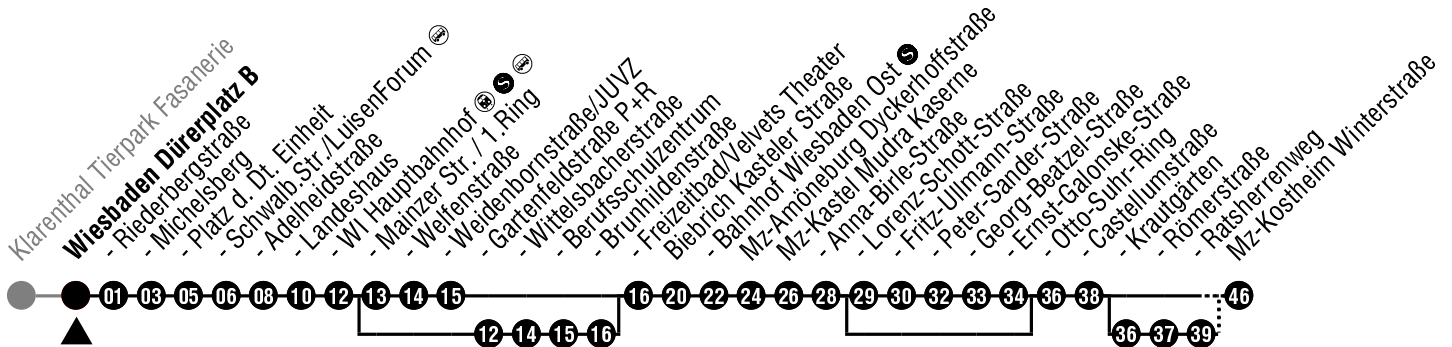 Klarenthal Tierpark Fasanerie
Wiesbaden Dürerplatz B
- Riederbergstraße
- Michelsberg
- Platz d. Dt. Einheit
- Schwalb.Str./LuisenForum
- Adelheidstraße
- Landeshaus
- WI Hauptbahnhof S
- Mainzer Str. / 1.Ring
- Welfenstraße
- Weidenbornstraße/JUVZ
- Gartenfeldstraße P+R
- Wittelsbacherstraße
- Berufsschulzentrum
- Brunhildenstraße
- Freizeitbad/Velvets Theater
Biebrich Kasteler Straße
- Bahnhof Wiesbaden Ost S
Mz-Amöneburg Dyckerhoffstraße
Mz-Kastel Mudra Kaserne
- Anna-Birle-Straße
- Lorenz-Schott-Straße
- Fritz-Ullmann-Straße
- Peter-Sander-Straße
- Georg-Beatzel-Straße
- Ernst-Galonske-Straße
- Otto-Suhr-Ring
- Castellumstraße
- Krautgärten
- Römerstraße
- Ratsherrenweg
Mz-Kostheim Winterstraße
01 03 05 06 08 10 12 13 14 15 16 20 22 24 26 28 29 30 32 33 34 36 38 46
12 14 15 16 36 37 39